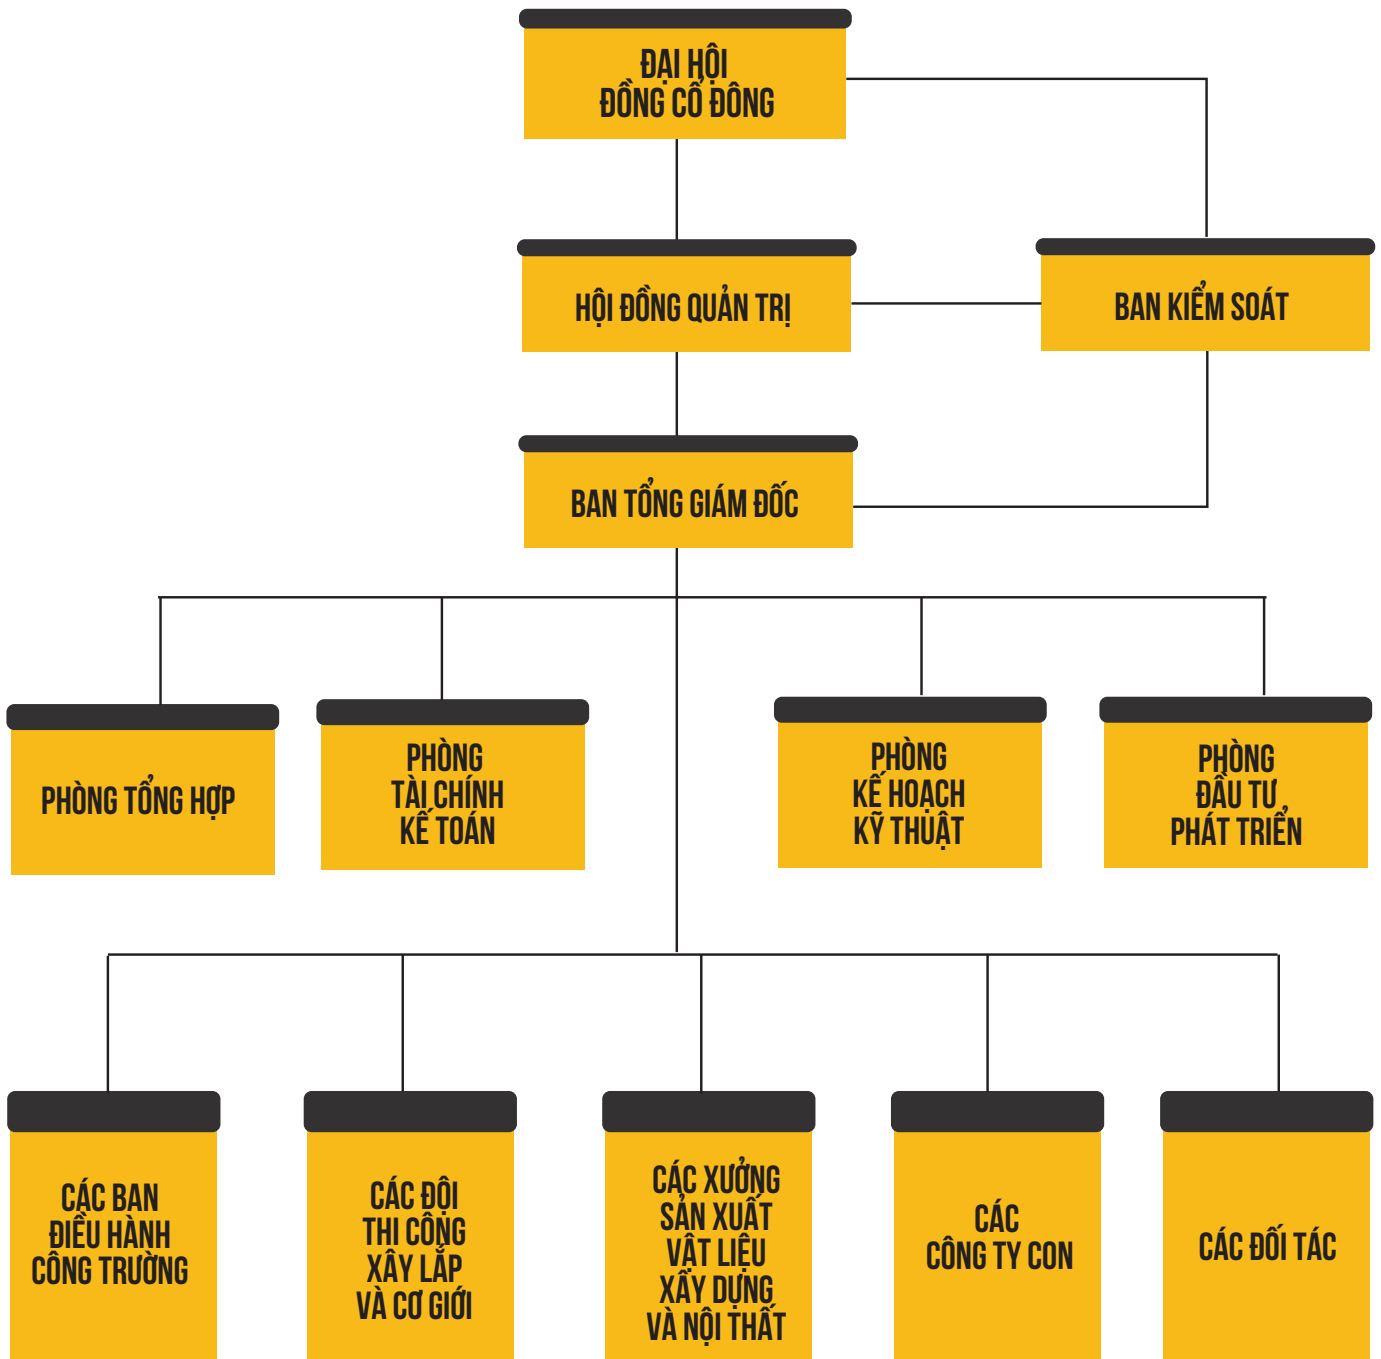 ĐẠI HỘI
ĐỒNG CỔ ĐÔNG
HỘI ĐỒNG QUẢN TRỊ
BAN KIỂM SOÁT
BAN TỔNG GIÁM ĐỐC
PHÒNG TỔNG HỢP
PHÒNG
TÀI CHÍNH
KẾ TOÁN
PHÒNG
KẾ HOẠCH
KỸ THUẬT
PHÒNG
ĐẦU TƯ
PHÁT TRIỂN
CÁC BAN
ĐIỀU HÀNH
CÔNG TRƯỜNG
CÁC ĐỘI
THI CÔNG
XÂY LẮP
VÀ CƠ GIỚI
CÁC XƯỞNG
SẢN XUẤT
VẬT LIỆU
XÂY DỰNG
VÀ NỘI THẤT
CÁC
CÔNG TY CON
CÁC ĐỐI TÁC